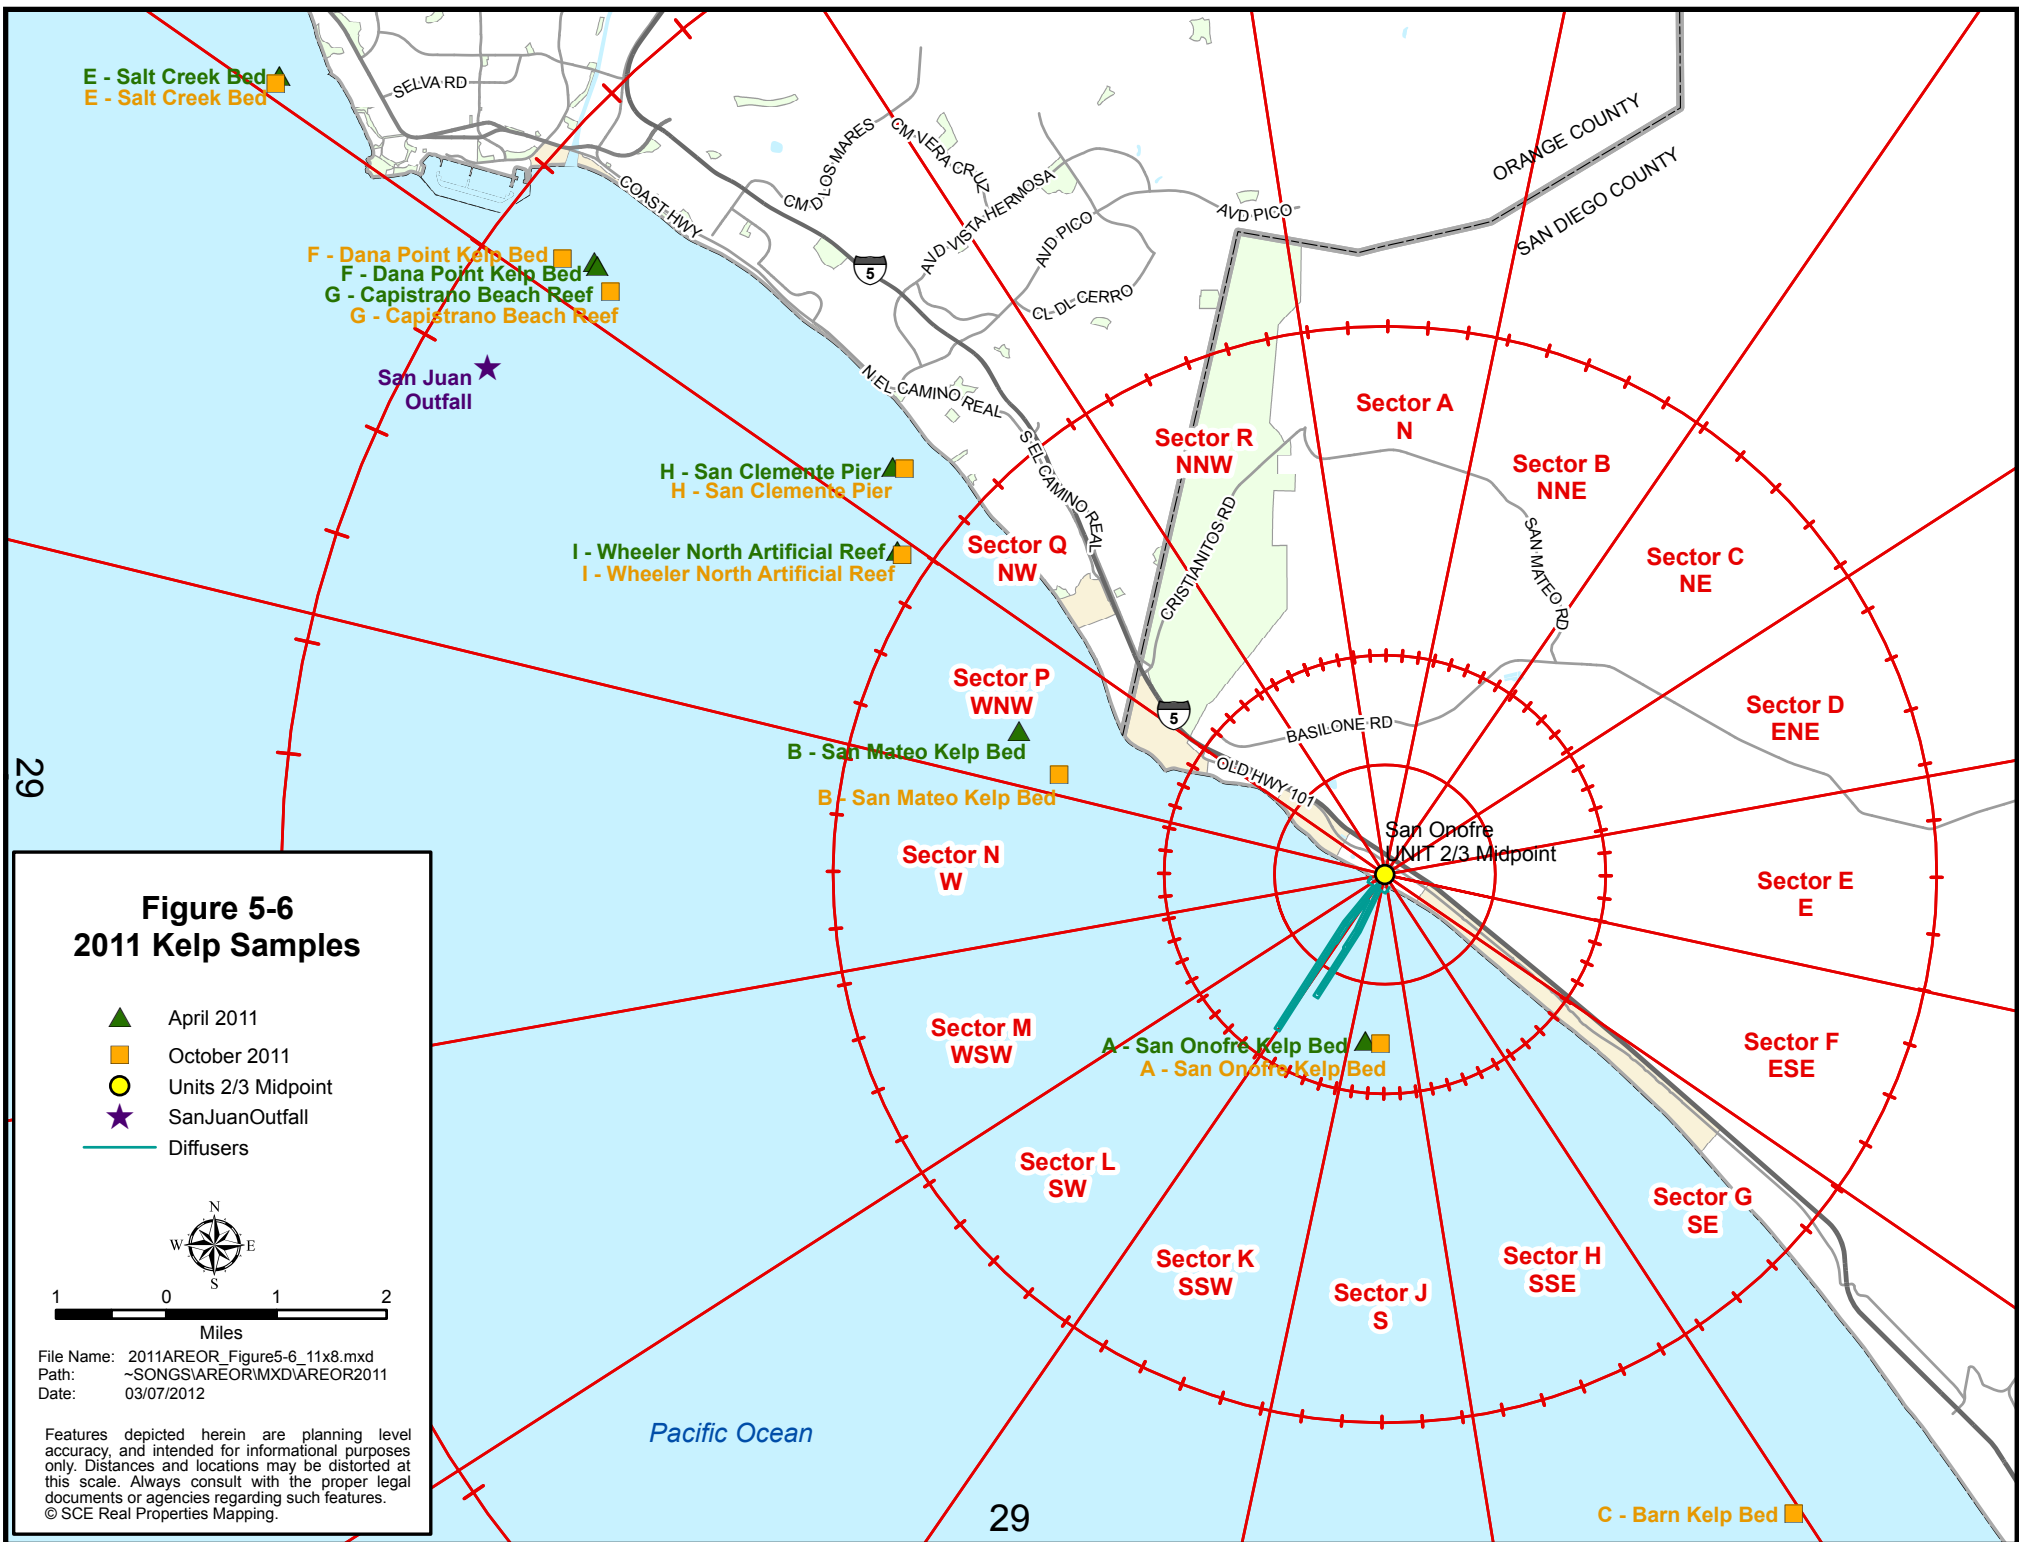 E - Salt Creek Bed
E - Salt Creek Bed
SELVA RD
COAST HWY
CM D LOS MARES
CM VERA CRUZ
AVD VISTA HERMOSA
AVD PICO
AVD PICO
CL DL CERRO
ORANGE COUNTY
SAN DIEGO COUNTY
5
F - Dana Point Kelp Bed
F - Dana Point Kelp Bed
G - Capistrano Beach Reef
G - Capistrano Beach Reef
San Juan
Outfall
N EL CAMINO REAL
S EL CAMINO REAL
H - San Clemente Pier
H - San Clemente Pier
I - Wheeler North Artificial Reef
I - Wheeler North Artificial Reef
CRISTIANITOS RD
SAN MATEO RD
Sector R
NNW
Sector A
N
Sector B
NNE
Sector C
NE
Sector Q
NW
Sector P
WNW
Sector D
ENE
B - San Mateo Kelp Bed
B - San Mateo Kelp Bed
5
BASILONE RD
OLD HWY 101
San Onofre
UNIT 2/3 Midpoint
Sector N
W
Sector E
E
Sector M
WSW
Sector F
ESE
A - San Onofre Kelp Bed
A - San Onofre Kelp Bed
Sector L
SW
Sector G
SE
Sector K
SSW
Sector J
S
Sector H
SSE
Pacific Ocean
C - Barn Kelp Bed
29
29
Figure 5-6
2011 Kelp Samples
April 2011
October 2011
Units 2/3 Midpoint
SanJuanOutfall
Diffusers
N
W E
S
1 0 1 2
Miles
File Name: 2011AREOR_Figure5-6_11x8.mxd
Path: ~SONGS\AREOR\MXD\AREOR2011
Date: 03/07/2012
Features depicted herein are planning level
accuracy, and intended for informational purposes
only. Distances and locations may be distorted at
this scale. Always consult with the proper legal
documents or agencies regarding such features.
© SCE Real Properties Mapping.